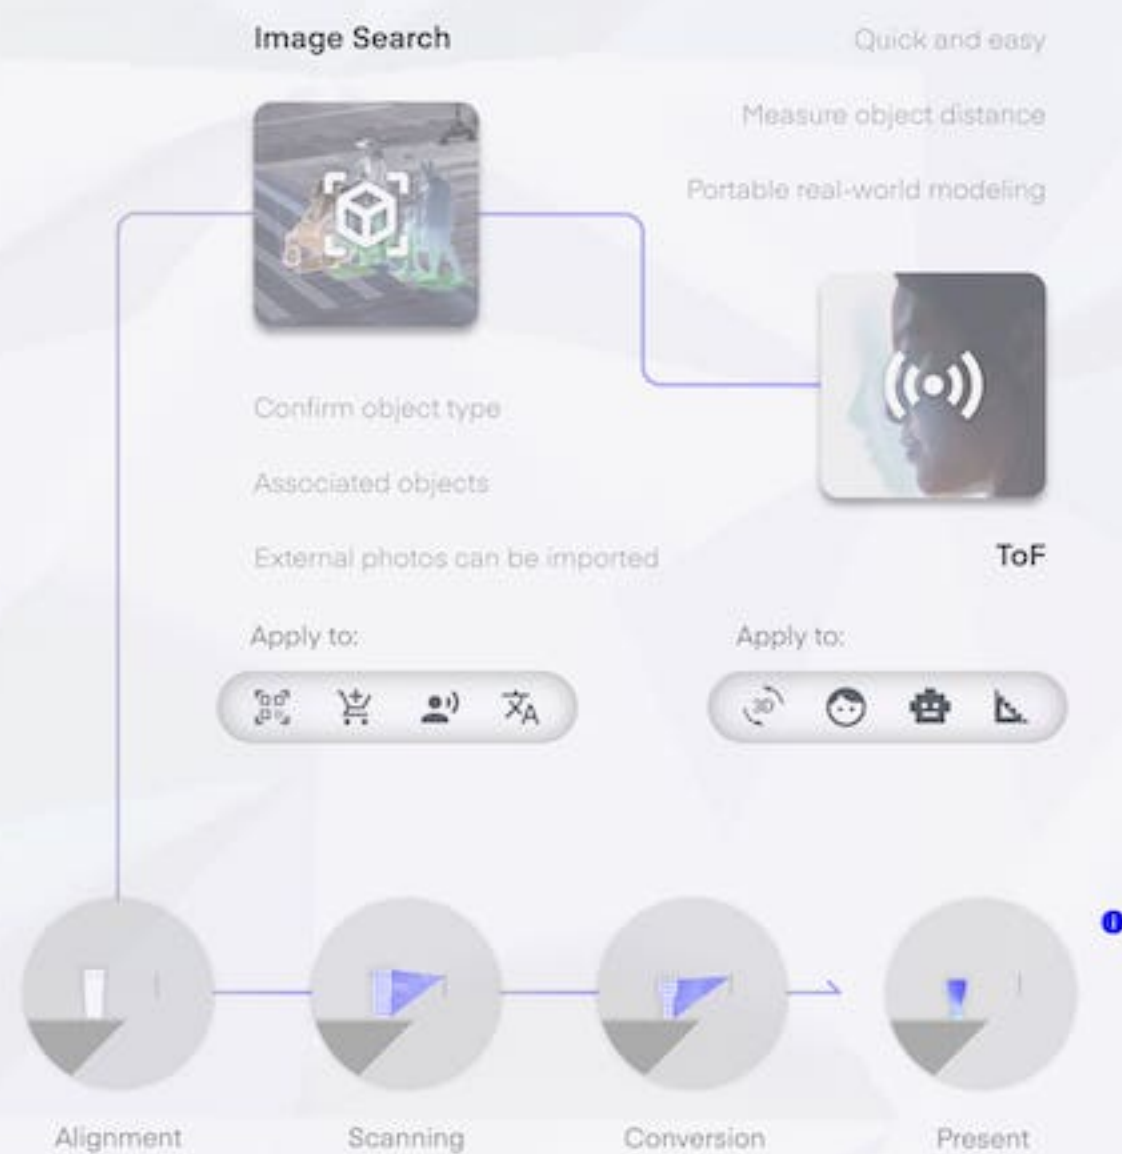 Image Search
Quick and easy
Measure object distance
Portable real-world modeling
Confirm object type
Associated objects
External photos can be imported
ToF
Apply to:
Apply to:
3D
Alignment
Scanning
Conversion
Present